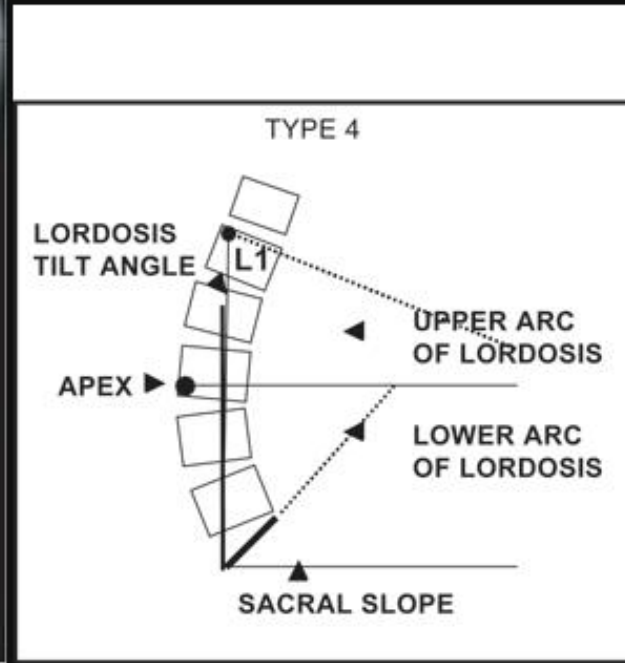 TYPE 4
LORDOSIS
TILT ANGLE
L1
UPPER ARC
OF LORDOSIS
APEX
LOWER ARC
OF LORDOSIS
SACRAL SLOPE